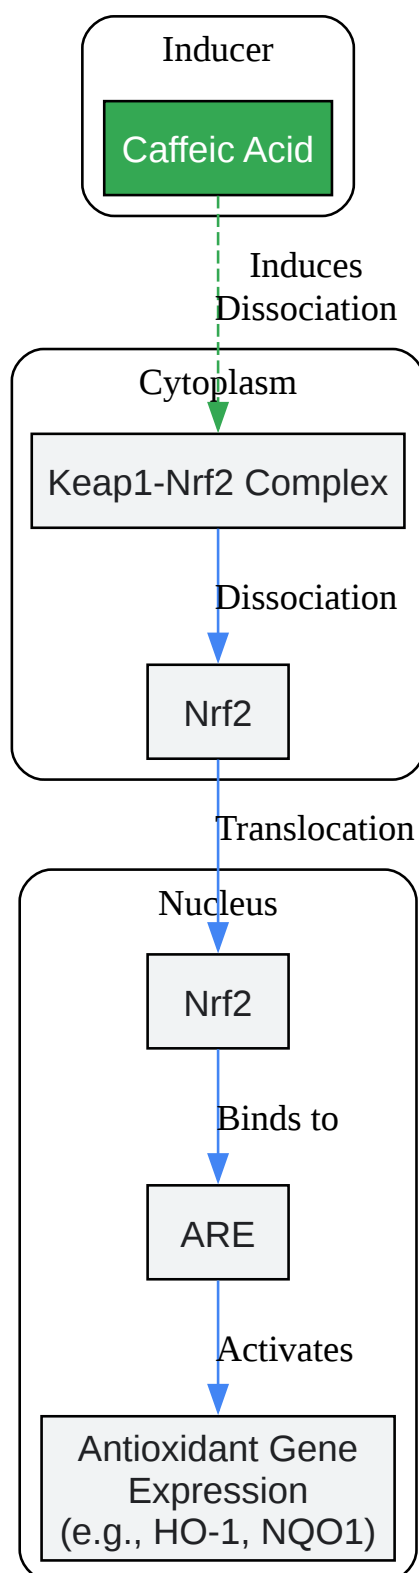 Inducer
Caffeic Acid
Induces
Dissociation
Cytoplasm
Keap1-Nrf2 Complex
Dissociation
Nrf2
Translocation
Nucleus
Nrf2
Binds to
ARE
Activates
Antioxidant Gene
Expression
(e.g., HO-1, NQO1)